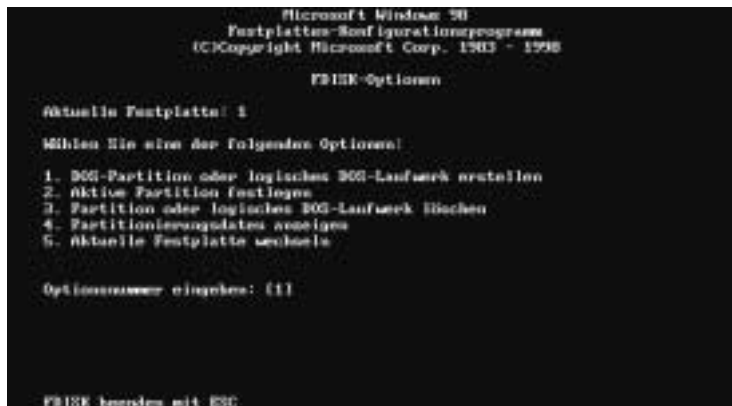 Microsoft Windows 98
Festplatten-Konfigurationsprogramm
(C)Copyright Microsoft Corp. 1983 - 1998
FDISK-Optionen
Aktuelle Festplatte: 1
Wählen Sie eine der folgenden Optionen:
1. DOS-Partition oder logisches DOS-Laufwerk erstellen
2. Aktive Partition festlegen
3. Partition oder logisches DOS-Laufwerk löschen
4. Partitionierungsdaten anzeigen
5. Aktuelle Festplatte wechseln
Optionsnummer eingeben: [1]
FDISK beenden mit ESC